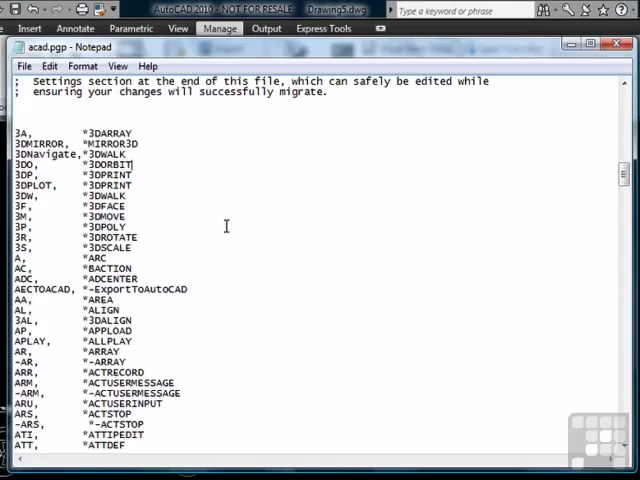 AutoCAD 2010 - NOT FOR RESALE Drawing5.dwg
Insert Annotate Parametric View Manage Output Express Tools
acad.pgp - Notepad
File Edit Format View Help
; Settings section at the end of this file, which can safely be edited while
; ensuring your changes will successfully migrate.
3A, *3DARRAY
3DMIRROR, *MIRROR3D
3DNavigate,*3DWALK
3DO, *3DORBIT
3DP, *3DPRINT
3DPLOT, *3DPRINT
3DW, *3DWALK
3F, *3DFACE
3M, *3DMOVE
3P, *3DPOLY
3R, *3DROTATE
3S, *3DSCALE
A, *ARC
AC, *BACTION
ADC, *ADCENTER
AECTOACAD, *-ExportToAutoCAD
AA, *AREA
AL, *ALIGN
3AL, *3DALIGN
AP, *APPLOAD
APLAY, *ALLPLAY
AR, *ARRAY
-AR, *-ARRAY
ARR, *ACTRECORD
ARM, *ACTUSERMESSAGE
-ARM, *-ACTUSERMESSAGE
ARU, *ACTUSERINPUT
ARS, *ACTSTOP
-ARS, *-ACTSTOP
ATI, *ATTIPEDIT
ATT, *ATTDEF